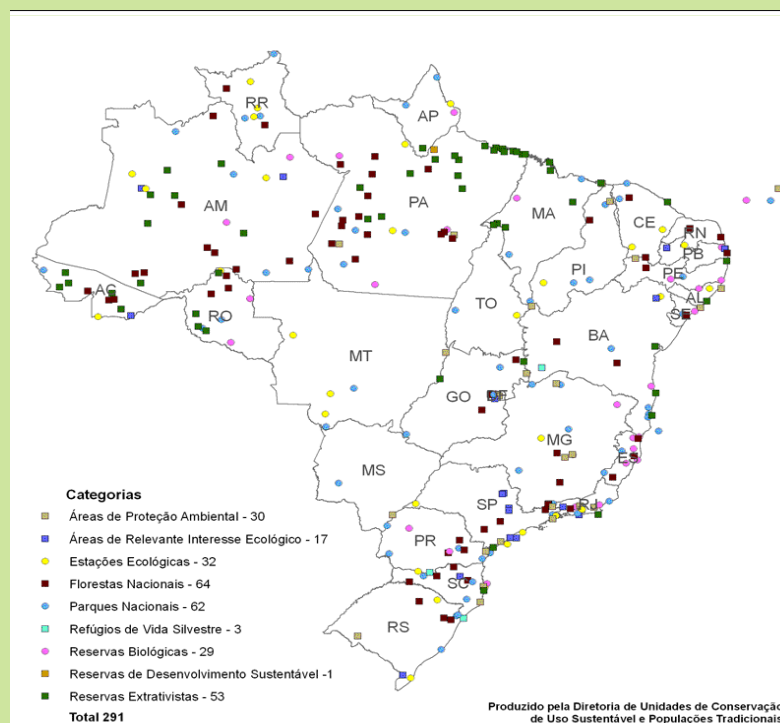 RR
AP
AM
PA
MA
CE
RN
PB
PE
AL
SE
PI
AC
RO
TO
BA
MT
GO
DF
MG
ES
MS
SP
RJ
PR
SC
RS
Categorias
Áreas de Proteção Ambiental - 30
Áreas de Relevante Interesse Ecológico - 17
Estações Ecológicas - 32
Florestas Nacionais - 64
Parques Nacionais - 62
Refúgios de Vida Silvestre - 3
Reservas Biológicas - 29
Reservas de Desenvolvimento Sustentável -1
Reservas Extrativistas - 53
Total 291
Produzido pela Diretoria de Unidades de Conservação
de Uso Sustentável e Populações Tradicionais